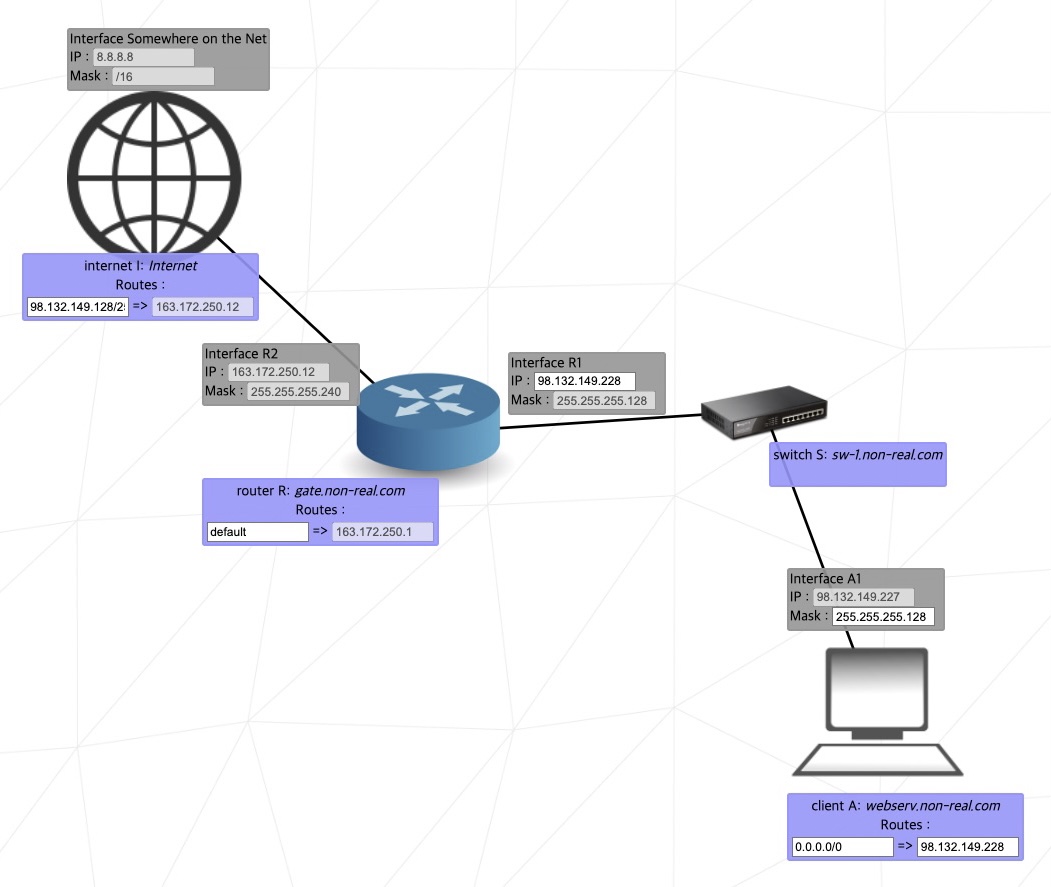 Interface Somewhere on the Net
IP : 8.8.8.8
Mask : /16
internet I: Internet
Routes :
98.132.149.128/2 => 163.172.250.12
Interface R2
IP : 163.172.250.12
Mask : 255.255.255.240
Interface R1
IP : 98.132.149.228
Mask : 255.255.255.128
switch S: sw-1.non-real.com
router R: gate.non-real.com
Routes :
default => 163.172.250.1
Interface A1
IP : 98.132.149.227
Mask : 255.255.255.128
client A: webserv.non-real.com
Routes :
0.0.0.0/0 => 98.132.149.228